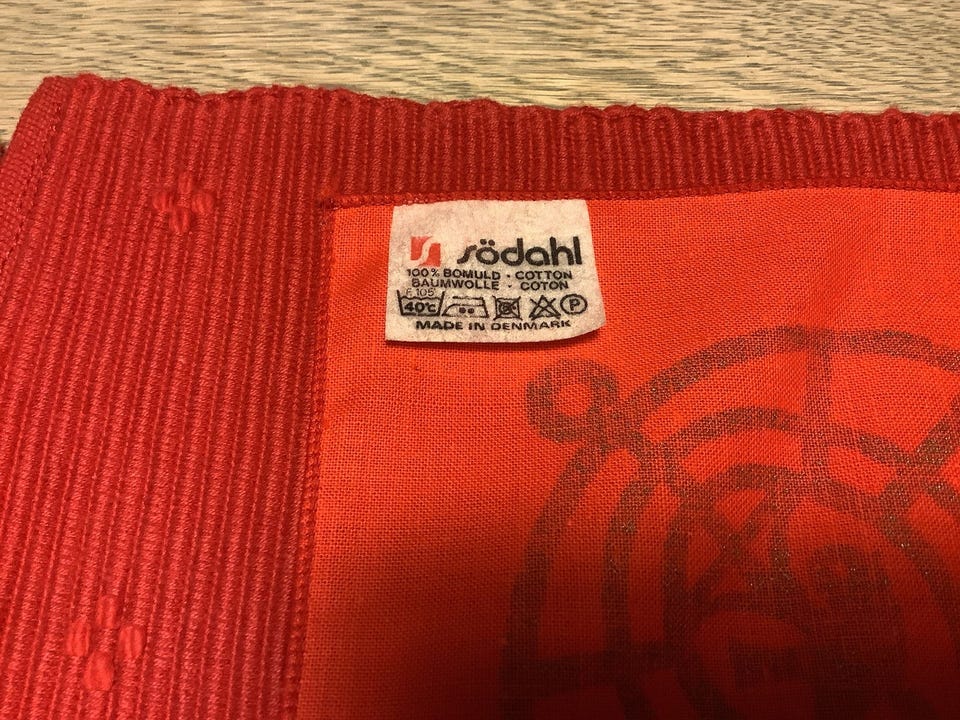 södahl
100% BOMULD · COTTON
BAUMWOLLE · COTON
F 105
40°C P
MADE IN DENMARK